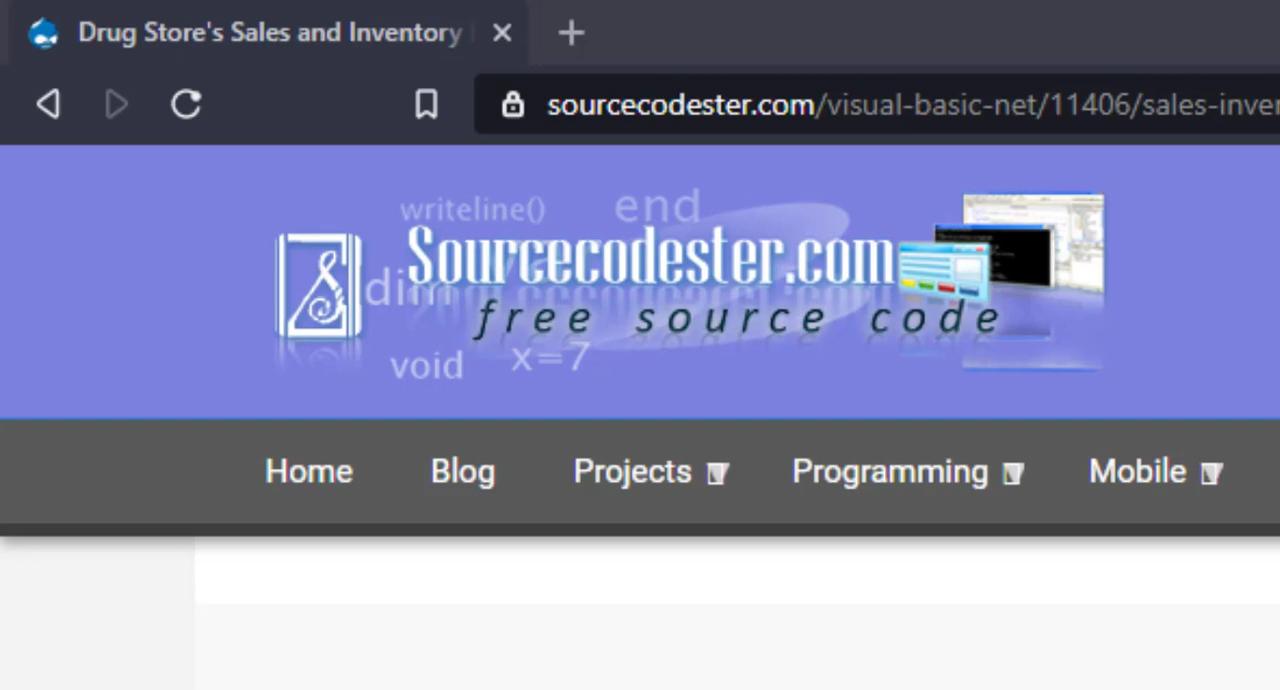 Drug Store's Sales and Inventory
sourcecodester.com/visual-basic-net/11406/sales-inver
writeline() end
Sourcecodester.com
dim
free source code
void x=7
Home Blog Projects Programming Mobile